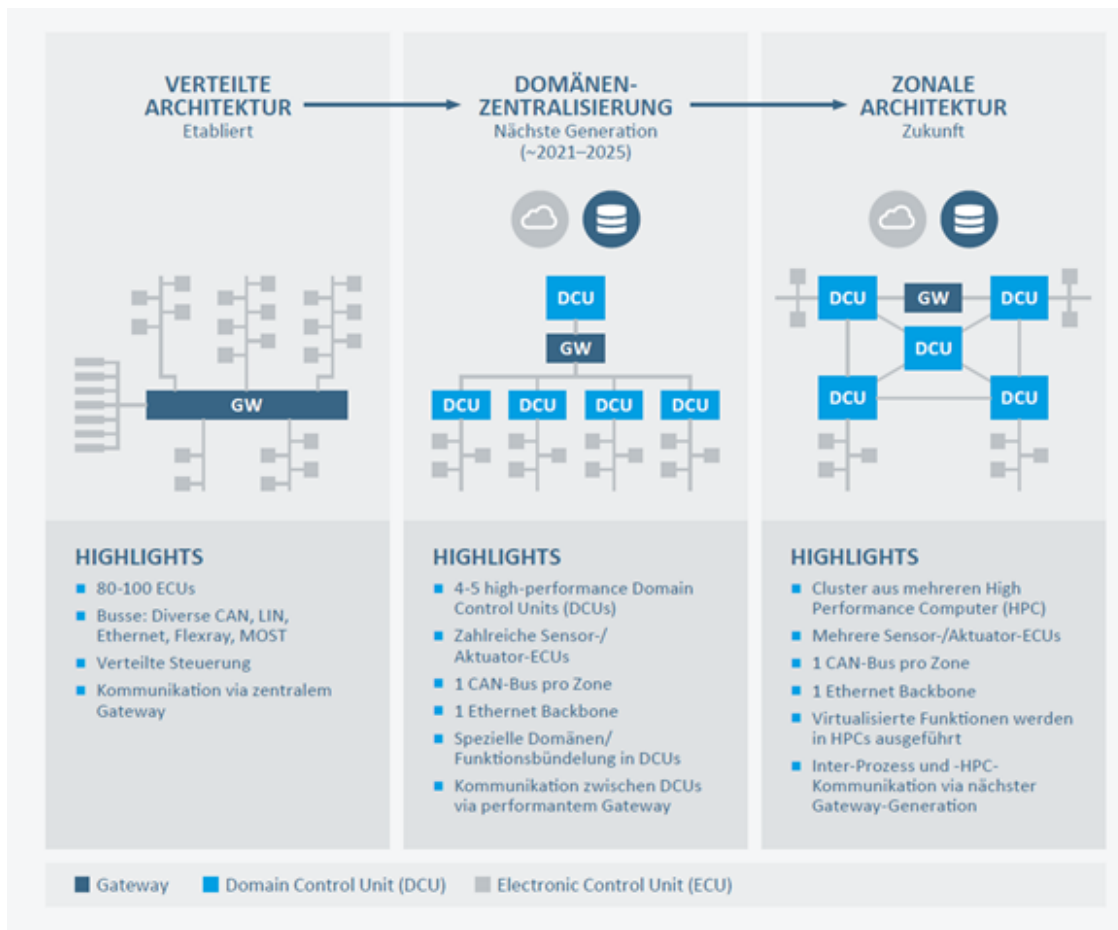 VERTEILTE
ARCHITEKTUR
Etabliert
DOMÄNEN-
ZENTRALISIERUNG
Nächste Generation
(~2021–2025)
ZONALE
ARCHITEKTUR
Zukunft
GW
DCU
GW
DCU
DCU
DCU
DCU
DCU
GW
DCU
DCU
DCU
DCU
HIGHLIGHTS
80-100 ECUs
Busse: Diverse CAN, LIN,
Ethernet, Flexray, MOST
Verteilte Steuerung
Kommunikation via zentralem
Gateway
HIGHLIGHTS
4-5 high-performance Domain
Control Units (DCUs)
Zahlreiche Sensor-/
Aktuator-ECUs
1 CAN-Bus pro Zone
1 Ethernet Backbone
Spezielle Domänen/
Funktionsbündelung in DCUs
Kommunikation zwischen DCUs
via performantem Gateway
HIGHLIGHTS
Cluster aus mehreren High
Performance Computer (HPC)
Mehrere Sensor-/Aktuator-ECUs
1 CAN-Bus pro Zone
1 Ethernet Backbone
Virtualisierte Funktionen werden
in HPCs ausgeführt
Inter-Prozess und -HPC-
Kommunikation via nächster
Gateway-Generation
Gateway
Domain Control Unit (DCU)
Electronic Control Unit (ECU)